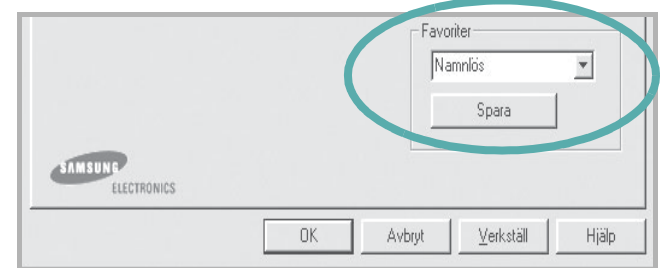 Favoriter
Namnlös
Spara
SAMSUNG
ELECTRONICS
OK Avbryt Verkställ Hjälp